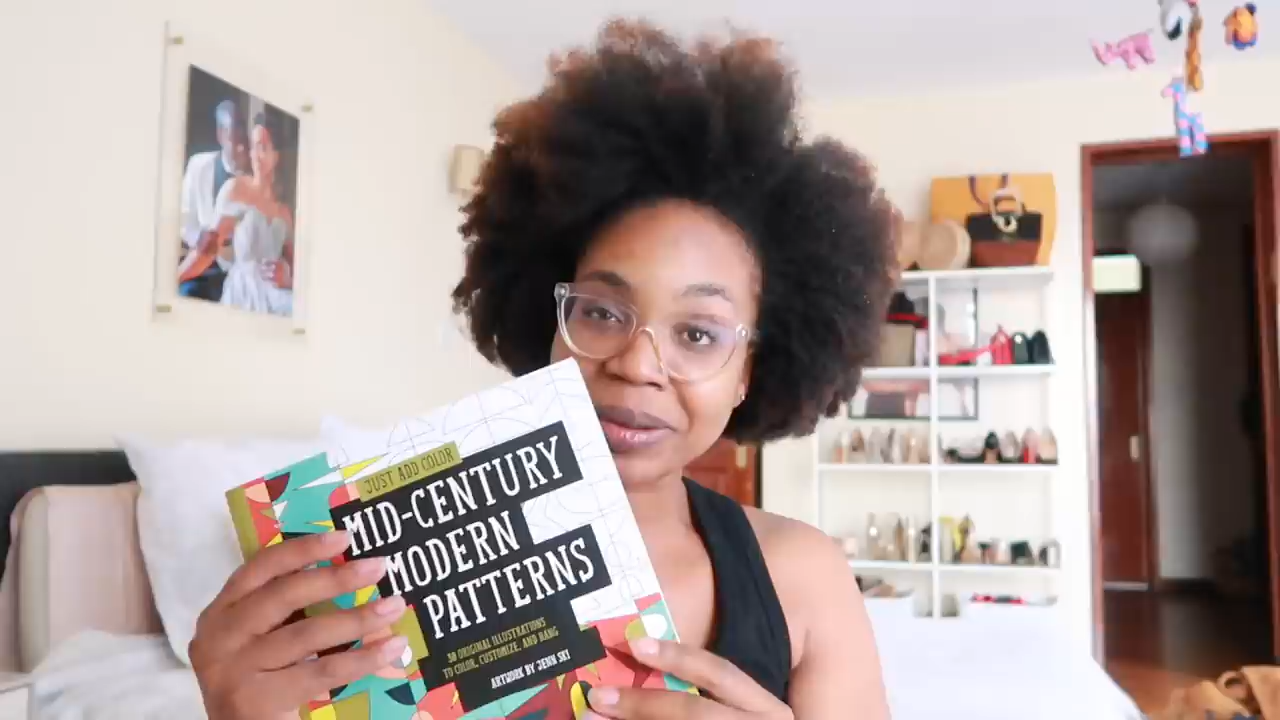 JUST ADD COLOR
MID-CENTURY
MODERN
PATTERNS
30 ORIGINAL ILLUSTRATIONS
TO COLOR, CUSTOMIZE, AND HANG
ARTWORK BY JENN SKI